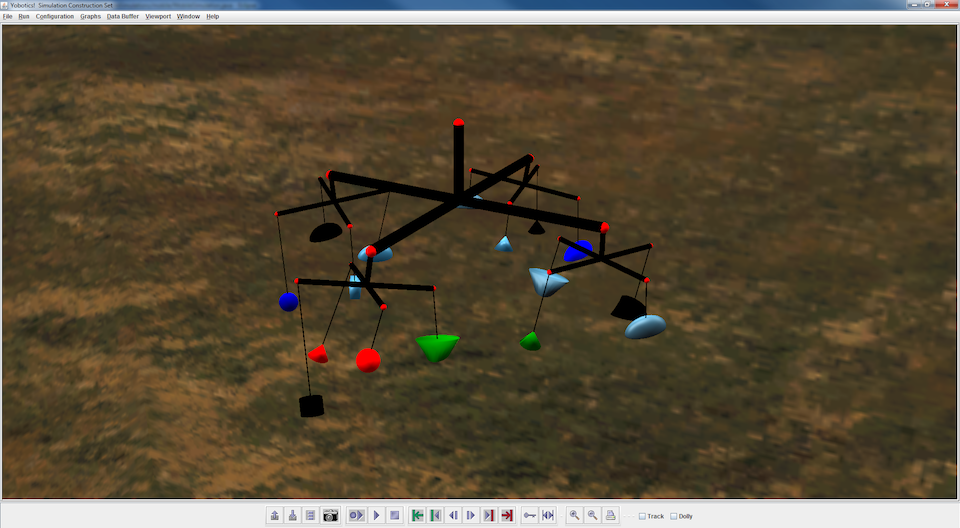 Yobotics! Simulation Construction Set
File Run Configuration Graphs Data Buffer Viewport Window Help
Track Dolly